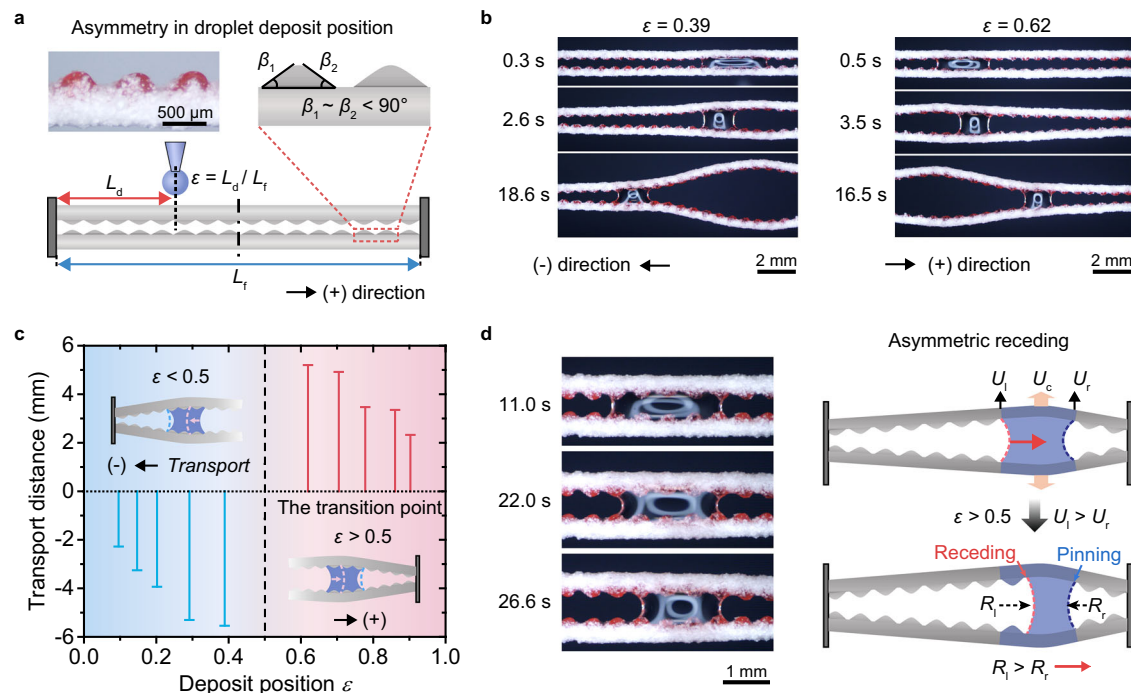 a
Asymmetry in droplet deposit position
500 μm
β1
β2
β1 ~ β2 < 90°
Ld
ε = Ld / Lf
Lf
(+) direction
b
ε = 0.39
ε = 0.62
0.3 s
2.6 s
18.6 s
0.5 s
3.5 s
16.5 s
(-) direction
2 mm
(+) direction
2 mm
c
Transport distance (mm)
6
4
2
0
-2
-4
-6
ε < 0.5
(-)
Transport
The transition point
ε > 0.5
(+)
0.0
0.2
0.4
0.6
0.8
1.0
Deposit position ε
d
11.0 s
22.0 s
26.6 s
1 mm
Asymmetric receding
Ul
Uc
Ur
ε > 0.5
Ul > Ur
Receding
Pinning
Rl
Rr
Rl > Rr